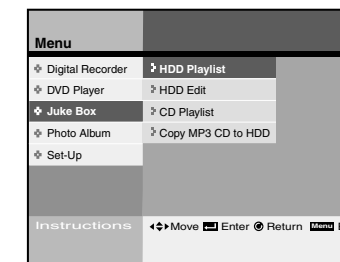 Menu
Digital Recorder
HDD Playlist
DVD Player
HDD Edit
Juke Box
CD Playlist
Photo Album
Copy MP3 CD to HDD
Set-Up
Instructions
Move Enter Return Menu